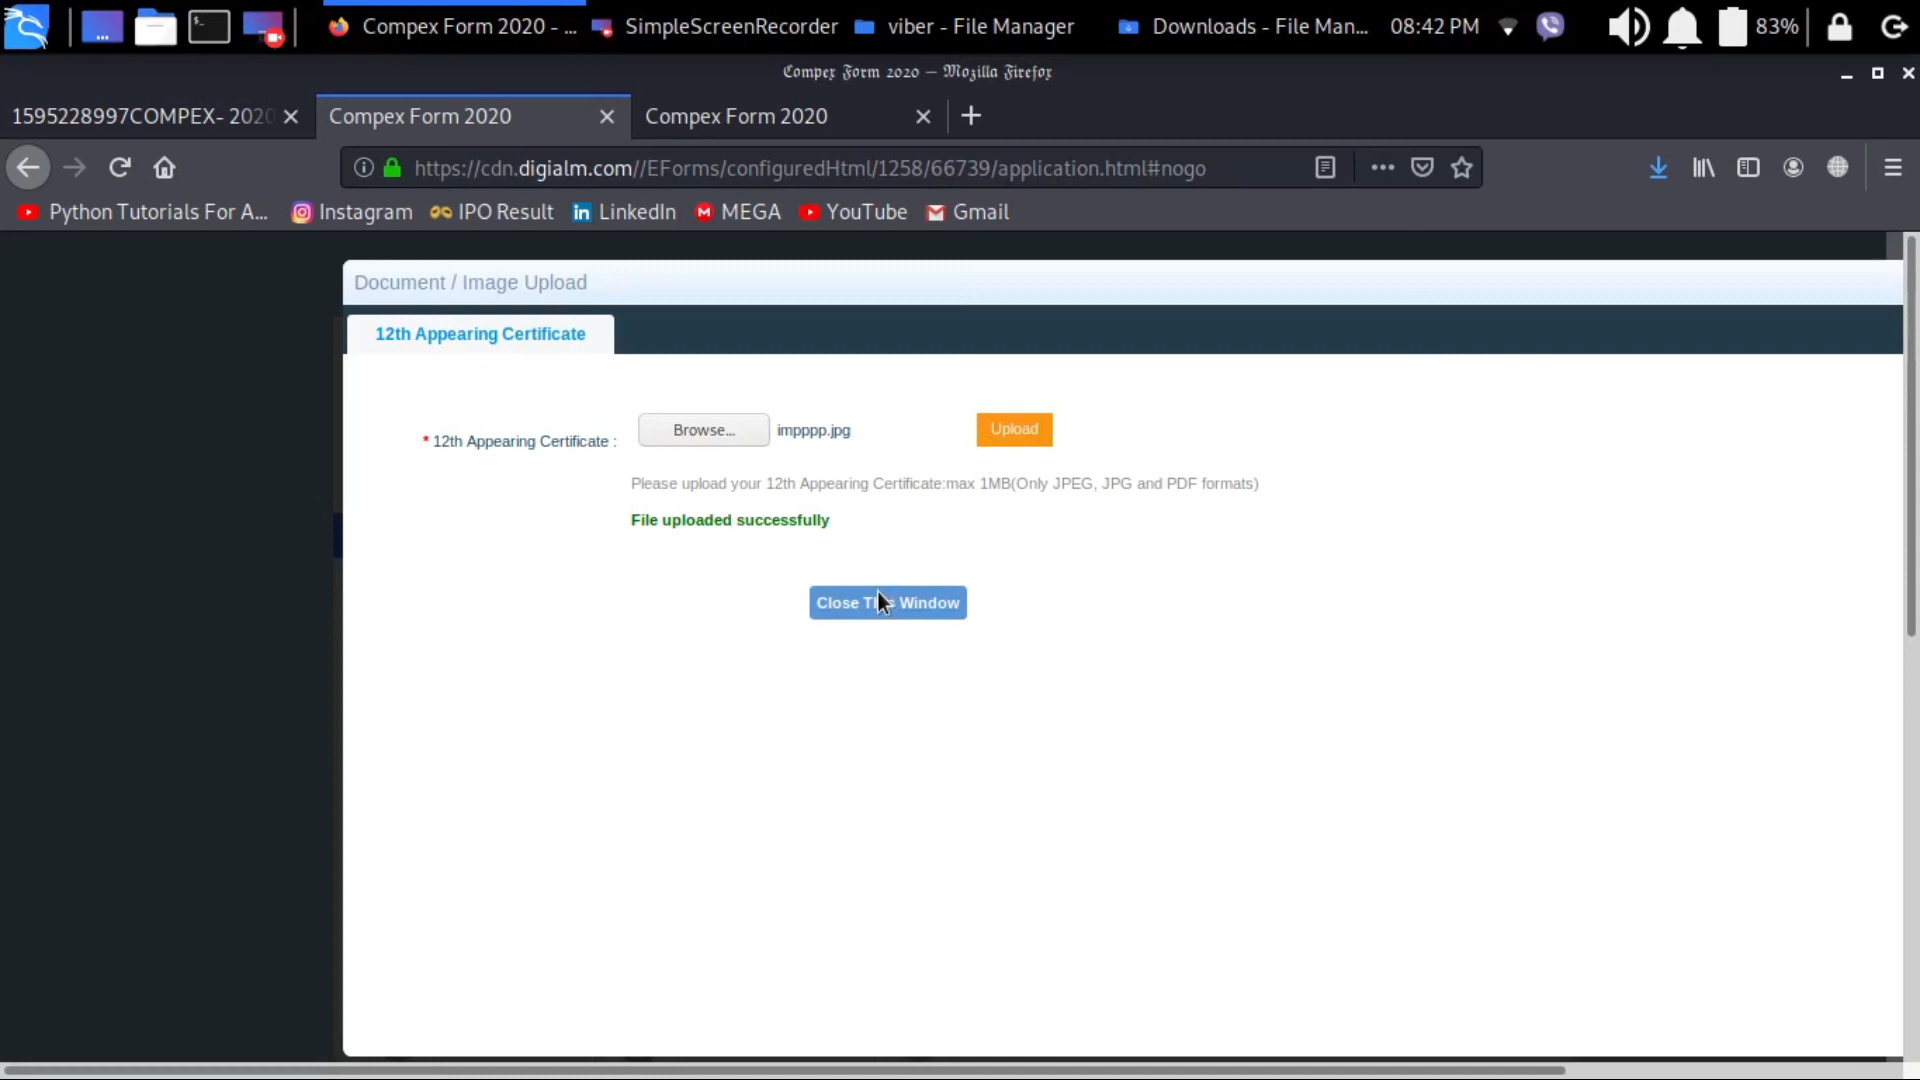 Compex Form 2020 - ...
SimpleScreenRecorder
viber - File Manager
Downloads - File Man...
08:42 PM
83%
Compex Form 2020 — Mozilla Firefox
1595228997COMPEX- 2020
Compex Form 2020
Compex Form 2020
https://cdn.digialm.com//EForms/configuredHtml/1258/66739/application.html#nogo
Python Tutorials For A...
Instagram
IPO Result
LinkedIn
MEGA
YouTube
Gmail
Document / Image Upload
12th Appearing Certificate
* 12th Appearing Certificate :
Browse...
impppp.jpg
Upload
Please upload your 12th Appearing Certificate:max 1MB(Only JPEG, JPG and PDF formats)
File uploaded successfully
Close This Window